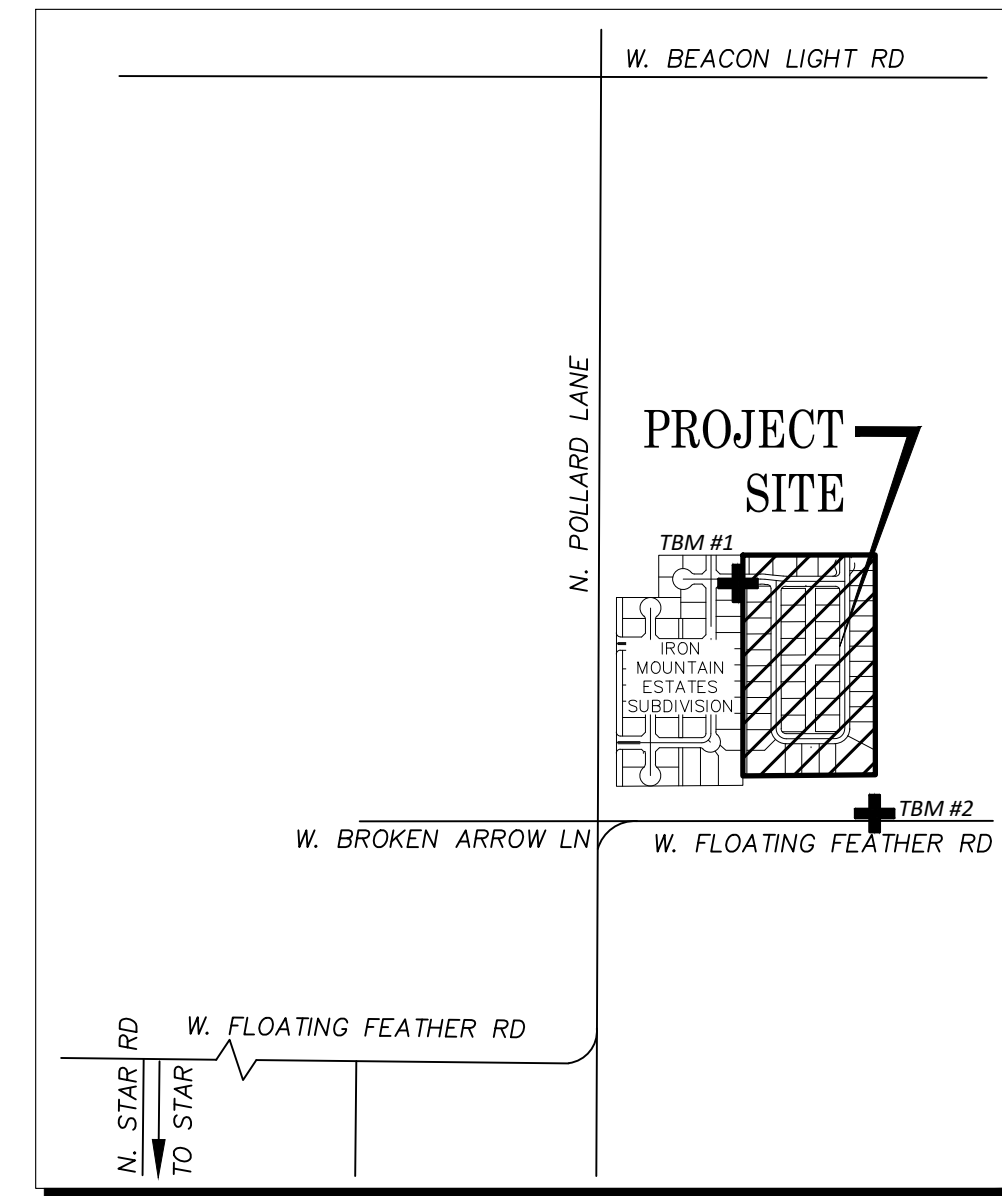 W. BEACON LIGHT RD
N. POLLARD LANE
PROJECT
SITE
TBM #1
IRON
MOUNTAIN
ESTATES
SUBDIVISION
TBM #2
W. BROKEN ARROW LN
W. FLOATING FEATHER RD
W. FLOATING FEATHER RD
N. STAR RD
TO STAR